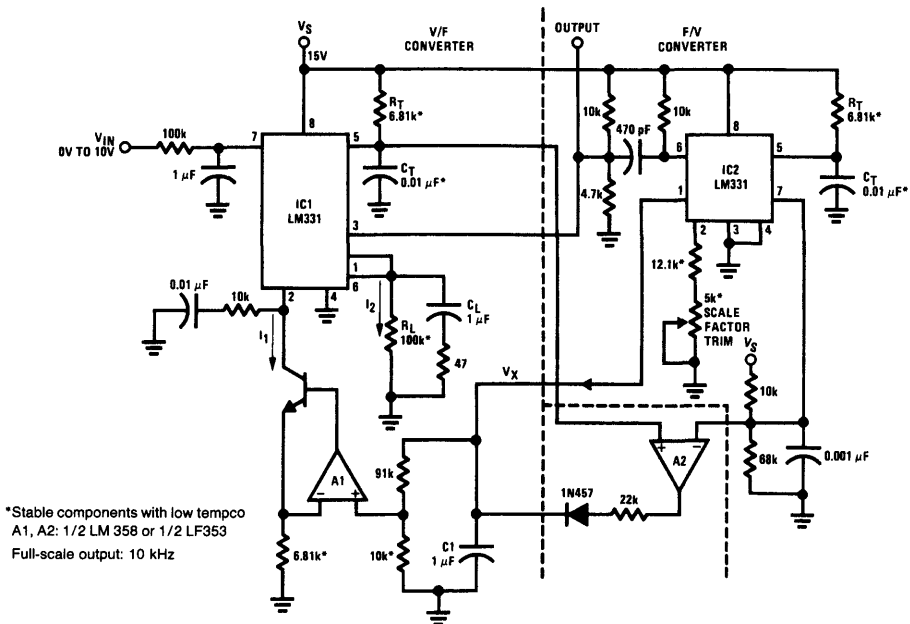 VS
15V
V/F
CONVERTER
OUTPUT
F/V
CONVERTER
RT
6.81k*
10k
10k
RT
6.81k*
VIN
0V TO 10V
100k
7
8
5
470 pF
6
8
5
1 µF
IC1
LM331
CT
0.01 µF*
IC2
LM331
CT
0.01 µF*
3
4.7k
1
7
2
3
4
1
6
0.01 µF
10k
2
4
I1
I2
RL
100k*
CL
1 µF
47
12.1k*
5k*
SCALE
FACTOR
TRIM
VS
10k
VX
91k
+
−
A2
68k
0.001 µF
A1
−
+
1N457
22k
*Stable components with low tempco
A1, A2: 1/2 LM 358 or 1/2 LF353
Full-scale output: 10 kHz
6.81k*
10k*
C1
1 µF